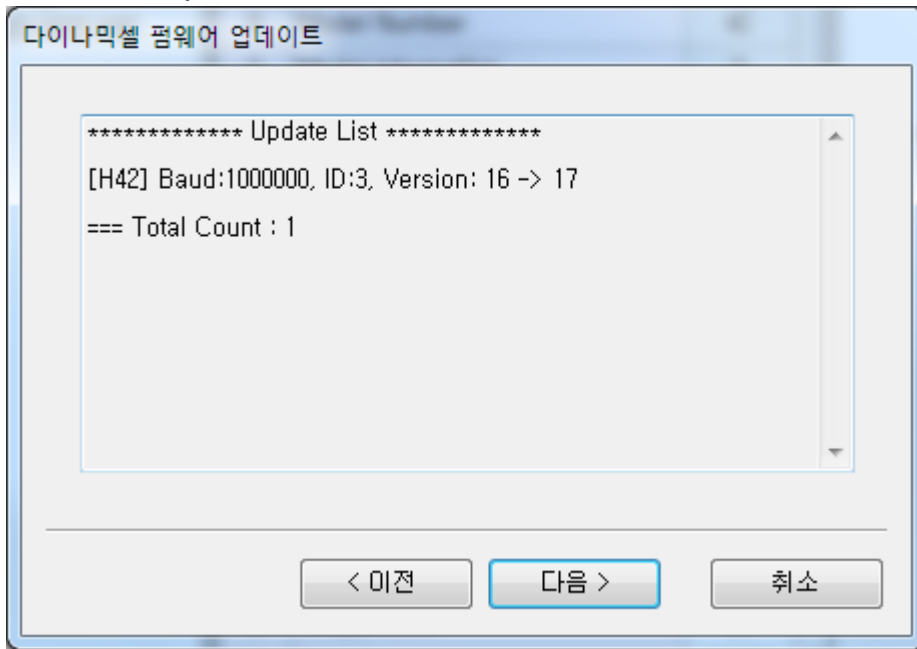 다이나믹셀 펌웨어 업데이트
************* Update List *************
[H42] Baud:1000000, ID:3, Version: 16 -> 17
=== Total Count : 1
< 이전
다음 >
취소